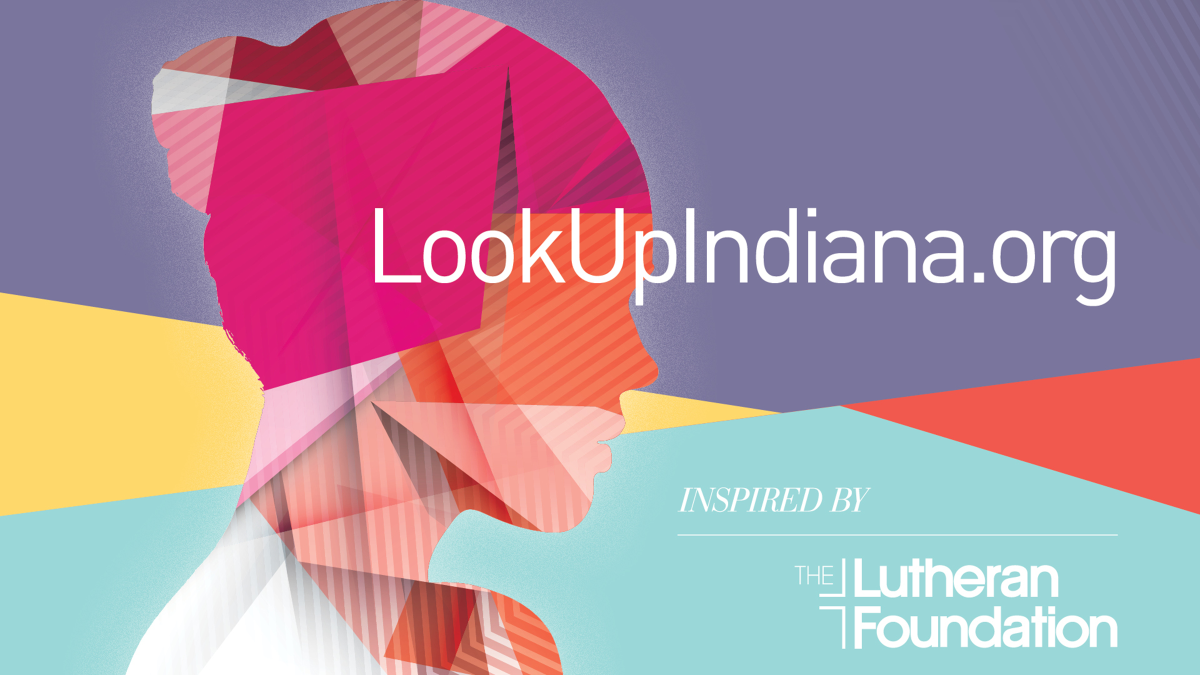 LookUpIndiana.org
INSPIRED BY
THE Lutheran
Foundation